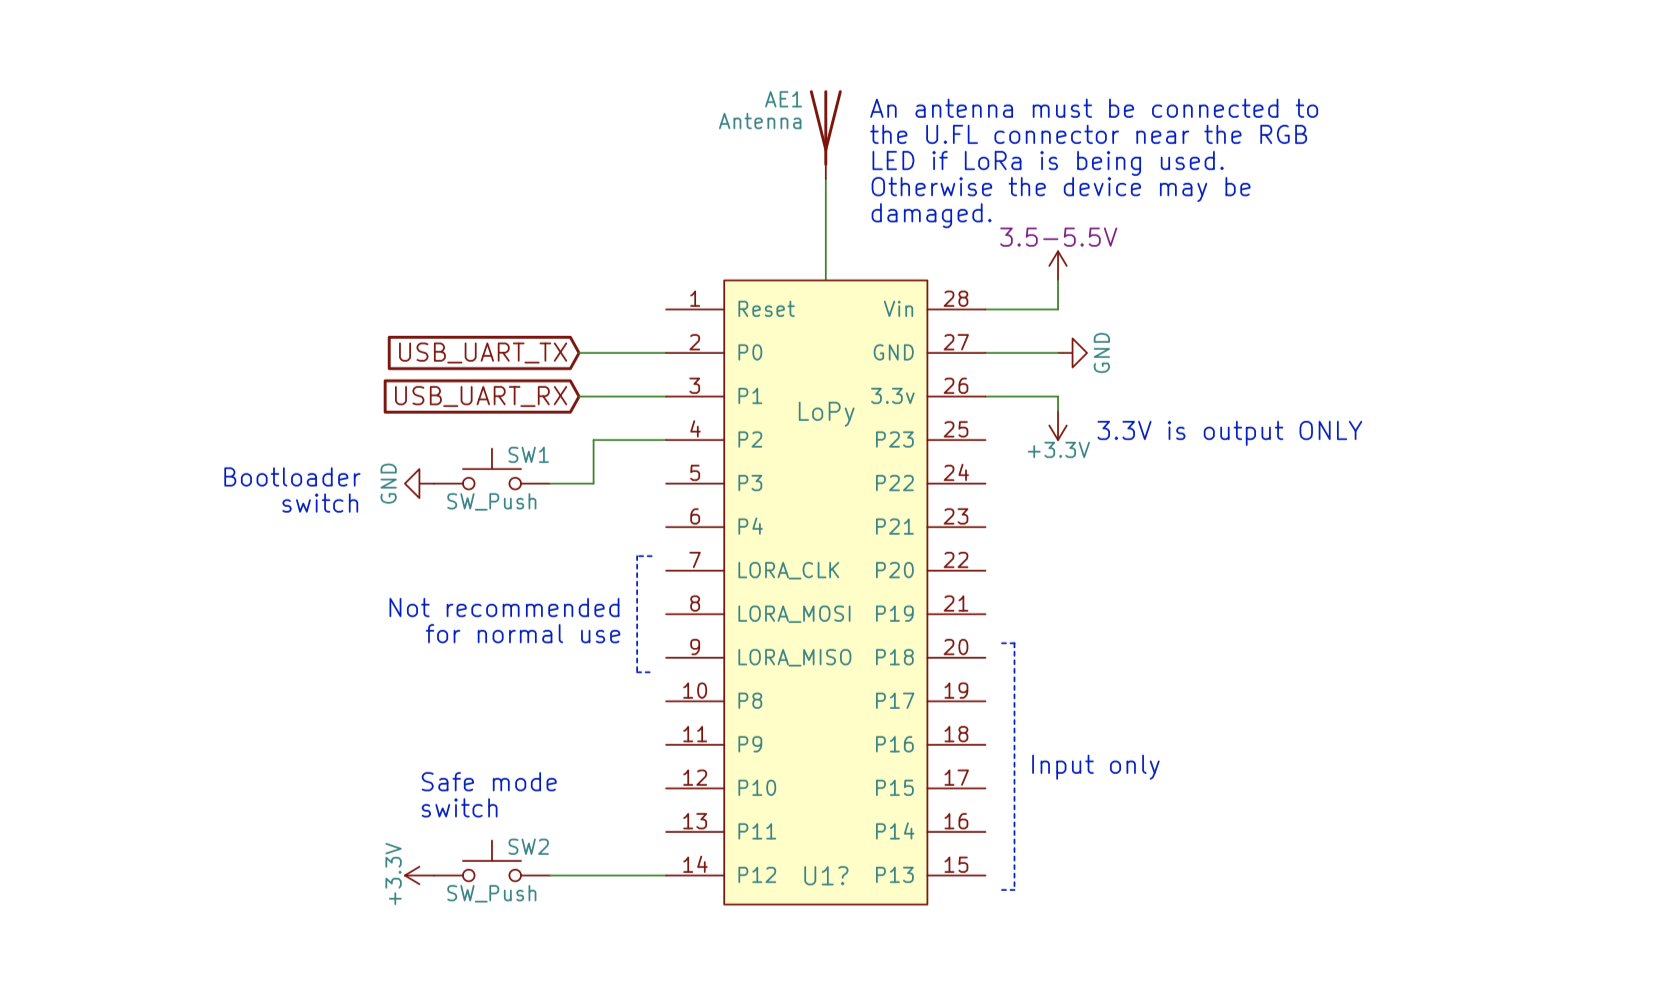 AE1
Antenna
An antenna must be connected to
the U.FL connector near the RGB
LED if LoRa is being used.
Otherwise the device may be
damaged.
3.5-5.5V
1 Reset
Vin 28
USB_UART_TX
2 P0
GND 27
GND
USB_UART_RX
3 P1
3.3v 26
LoPy
+3.3V
3.3V is output ONLY
4 P2
P23 25
Bootloader
switch
GND
SW1
SW_Push
5 P3
P22 24
6 P4
P21 23
7 LORA_CLK
P20 22
Not recommended
for normal use
8 LORA_MOSI
P19 21
9 LORA_MISO
P18 20
10 P8
P17 19
11 P9
P16 18
Input only
12 P10
P15 17
Safe mode
switch
13 P11
P14 16
+3.3V
SW2
SW_Push
14 P12
U1?
P13 15